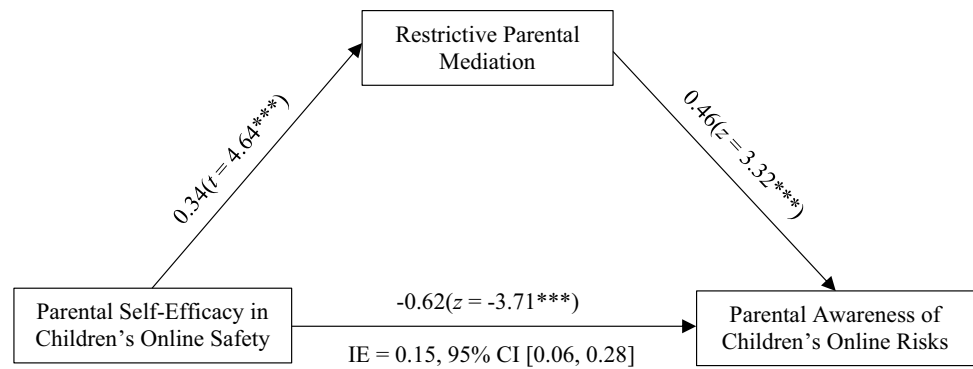 Restrictive Parental
Mediation
0.34(t = 4.64***)
0.46(z = 3.32***)
Parental Self-Efficacy in
Children’s Online Safety
-0.62(z = -3.71***)
IE = 0.15, 95% CI [0.06, 0.28]
Parental Awareness of
Children’s Online Risks